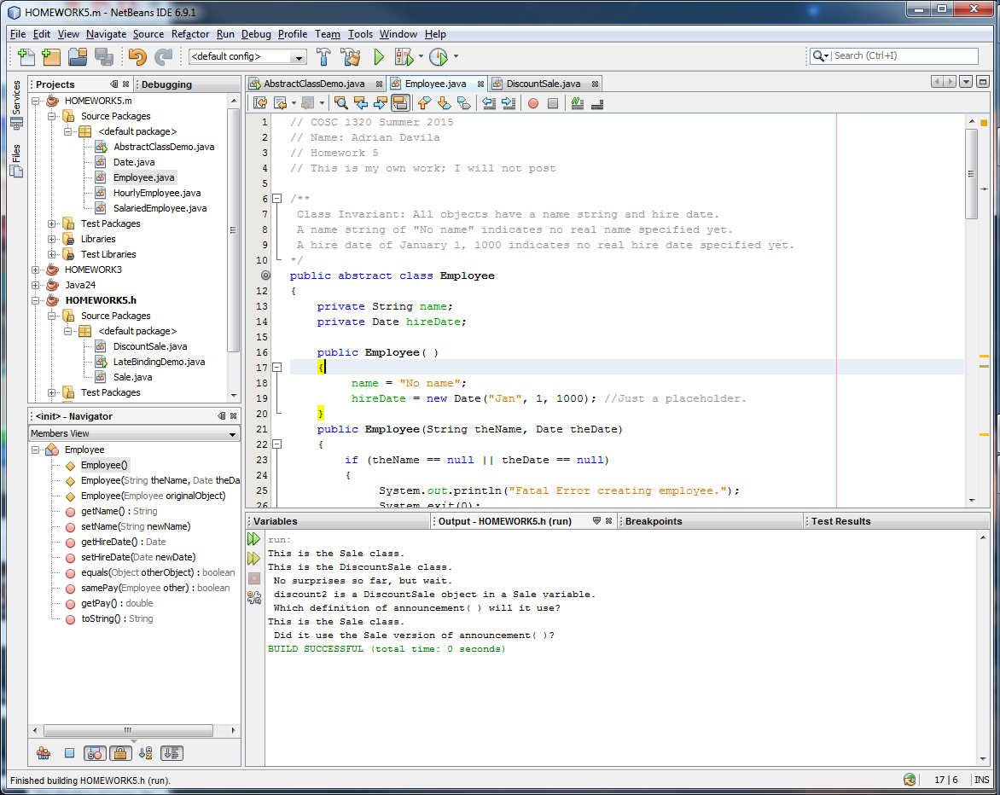 HOMEWORK5.m - NetBeans IDE 6.9.1
File Edit View Navigate Source Refactor Run Debug Profile Team Tools Window Help
<default config>
Search (Ctrl+I)
Services
Files
Projects
Debugging
HOMEWORK5.m
Source Packages
<default package>
AbstractClassDemo.java
Date.java
Employee.java
HourlyEmployee.java
SalariedEmployee.java
Test Packages
Libraries
Test Libraries
HOMEWORK3
Java24
HOMEWORK5.h
Source Packages
<default package>
DiscountSale.java
LateBindingDemo.java
Sale.java
Test Packages
<init> - Navigator
Members View
Employee
Employee()
Employee(String theName, Date theDa
Employee(Employee originalObject)
getName() : String
setName(String newName)
getHireDate() : Date
setHireDate(Date newDate)
equals(Object otherObject) : boolean
samePay(Employee other) : boolean
getPay() : double
toString() : String
AbstractClassDemo.java
Employee.java
DiscountSale.java
1 // COSC 1320 Summer 2015
2 // Name: Adrian Davila
3 // Homework 5
4 // This is my own work; I will not post
5
6 /**
7 Class Invariant: All objects have a name string and hire date.
8 A name string of "No name" indicates no real name specified yet.
9 A hire date of January 1, 1000 indicates no real hire date specified yet.
10 */
public abstract class Employee
12 {
13 private String name;
14 private Date hireDate;
15
16 public Employee( )
17 {
18 name = "No name";
19 hireDate = new Date("Jan", 1, 1000); //Just a placeholder.
20 }
21 public Employee(String theName, Date theDate)
22 {
23 if (theName == null || theDate == null)
24 {
25 System.out.println("Fatal Error creating employee.");
26 System.exit(0);
Variables
Output - HOMEWORK5.h (run)
Breakpoints
Test Results
run:
This is the Sale class.
This is the DiscountSale class.
No surprises so far, but wait.
discount2 is a DiscountSale object in a Sale variable.
Which definition of announcement( ) will it use?
This is the Sale class.
Did it use the Sale version of announcement( )?
BUILD SUCCESSFUL (total time: 0 seconds)
Finished building HOMEWORK5.h (run).
17 | 6 INS